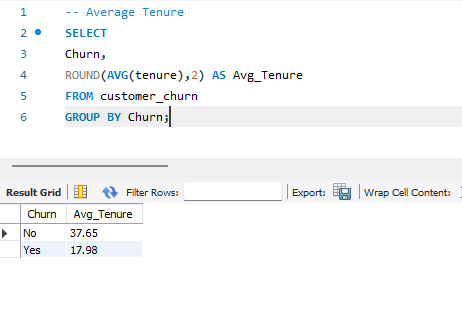 1 -- Average Tenure
2 SELECT
3 Churn,
4 ROUND(AVG(tenure),2) AS Avg_Tenure
5 FROM customer_churn
6 GROUP BY Churn;
Result Grid Filter Rows: Export: Wrap Cell Content:
Churn Avg_Tenure
No 37.65
Yes 17.98